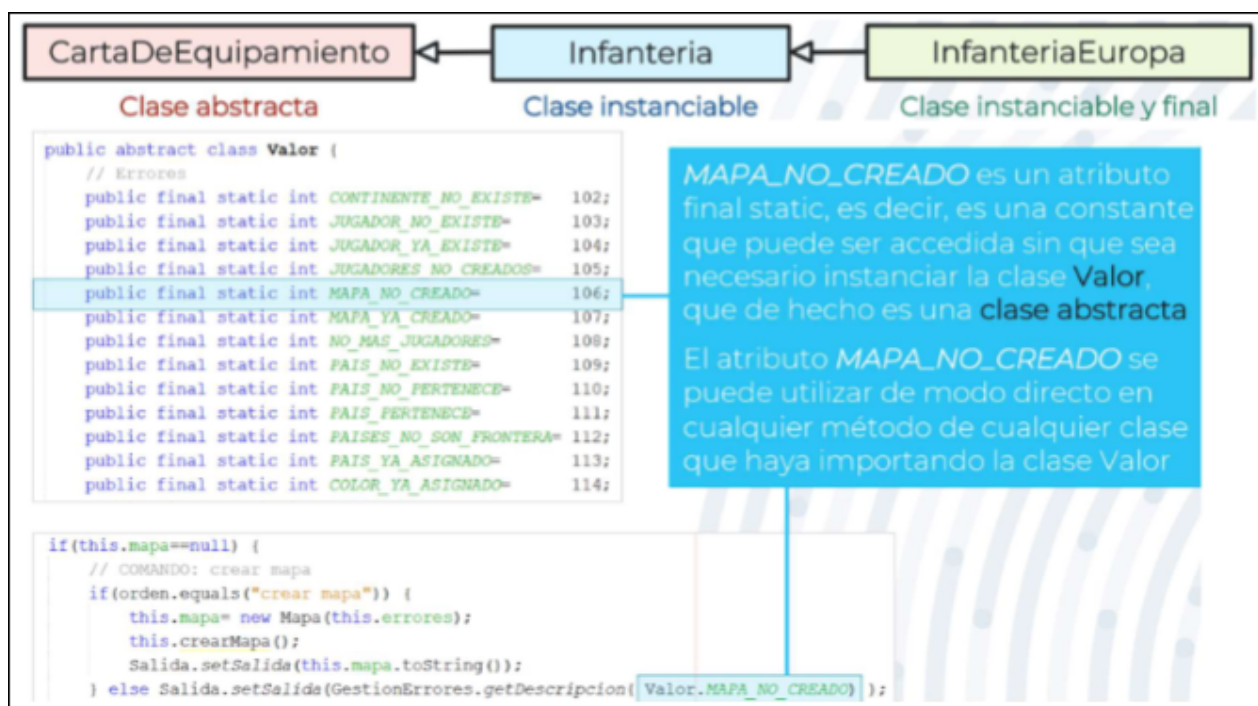 CartaDeEquipamiento
Infanteria
InfanteriaEuropa
Clase abstracta
Clase instanciable
Clase instanciable y final
public abstract class Valor {
// Errores
public final static int CONTINENTE_NO_EXISTE= 102;
public final static int JUGADOR_NO_EXISTE= 103;
public final static int JUGADOR_YA_EXISTE= 104;
public final static int JUGADORES_NO_CREADOS= 105;
public final static int MAPA_NO_CREADO= 106;
public final static int MAPA_YA_CREADO= 107;
public final static int NO_MAS_JUGADORES= 108;
public final static int PAIS_NO_EXISTE= 109;
public final static int PAIS_NO_PERTENECE= 110;
public final static int PAIS_PERTENECE= 111;
public final static int PAISES_NO_SON_FRONTERA= 112;
public final static int PAIS_YA_ASIGNADO= 113;
public final static int COLOR_YA_ASIGNADO= 114;
MAPA_NO_CREADO es un atributo
final static, es decir, es una constante
que puede ser accedida sin que sea
necesario instanciar la clase Valor,
que de hecho es una clase abstracta
El atributo MAPA_NO_CREADO se
puede utilizar de modo directo en
cualquier método de cualquier clase
que haya importando la clase Valor
if(this.mapa==null) {
// COMANDO: crear mapa
if(orden.equals("crear mapa")) {
this.mapa= new Mapa(this.errores);
this.crearMapa();
Salida.setSalida(this.mapa.toString());
} else Salida.setSalida(GestionErrores.getDescripcion( Valor.MAPA_NO_CREADO) );